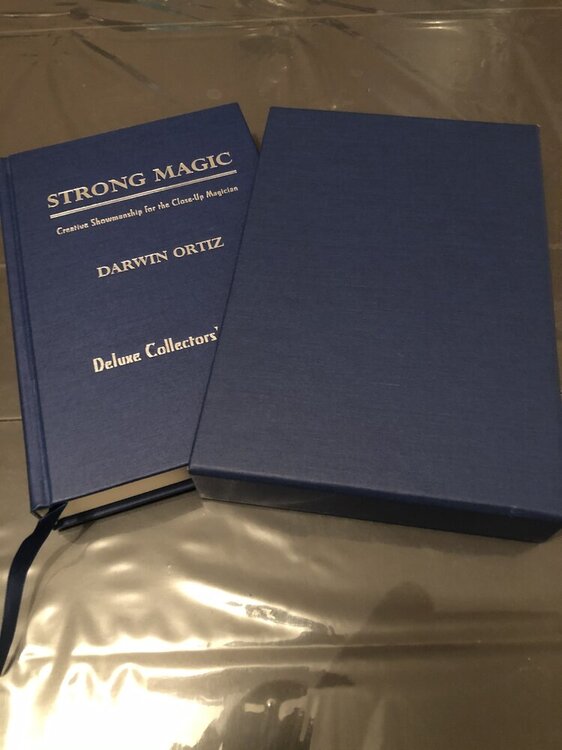 STRONG MAGIC
Creative Showmanship for the Close-Up Magician
DARWIN ORTIZ
Deluxe Collectors'